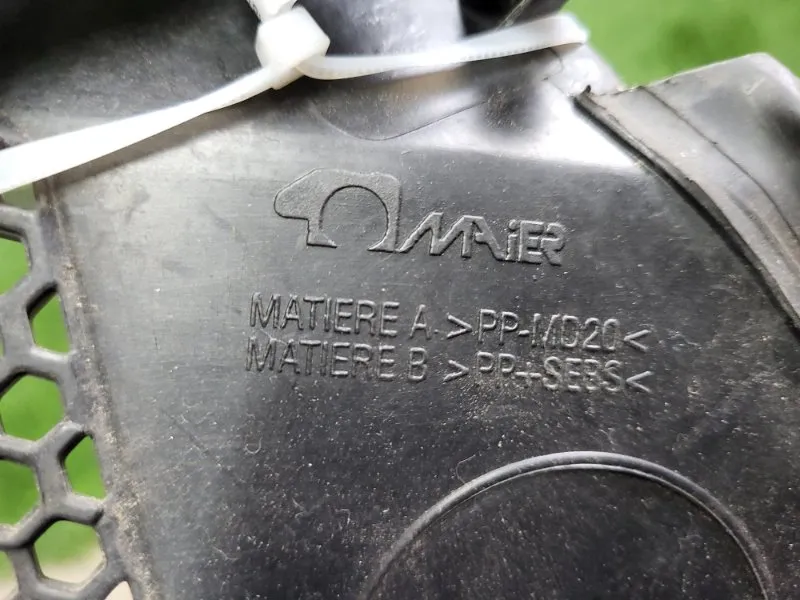 MAiER
MATIERE A >PP-MD20<
MATIERE B >PP+SEBS<